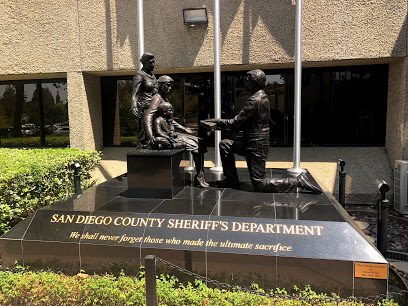 SAN DIEGO COUNTY SHERIFF'S DEPARTMENT
We shall never forget those who made the ultimate sacrifice.